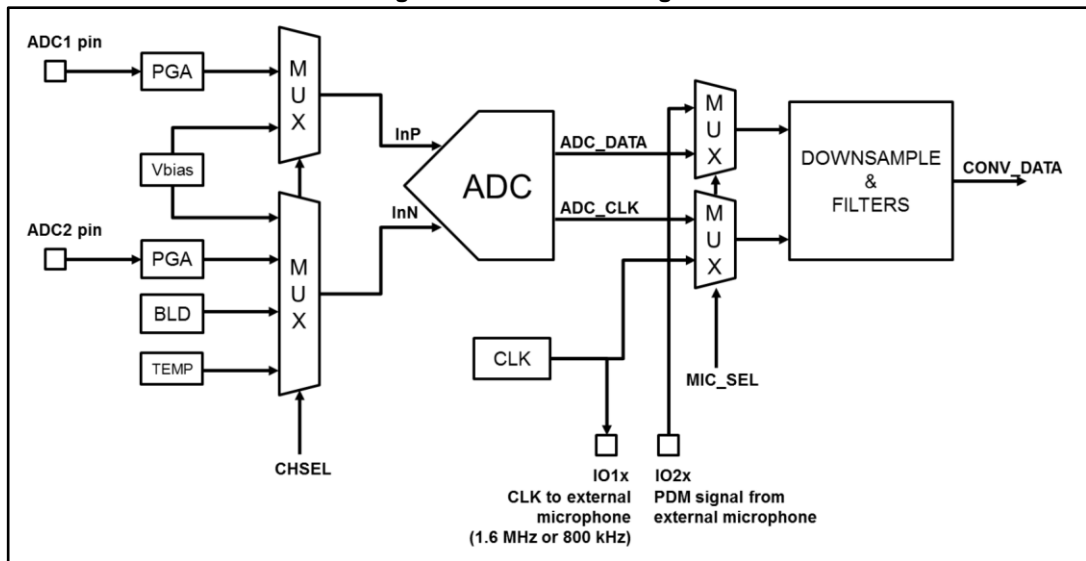 ADC1 pin
PGA
M
U
X
Vbias
ADC2 pin
PGA
BLD
TEMP
M
U
X
CHSEL
InP
InN
ADC
ADC_DATA
ADC_CLK
CLK
M
U
X
M
U
X
MIC_SEL
DOWNSAMPLE
&
FILTERS
CONV_DATA
IO1x
CLK to external
microphone
(1.6 MHz or 800 kHz)
IO2x
PDM signal from
external microphone